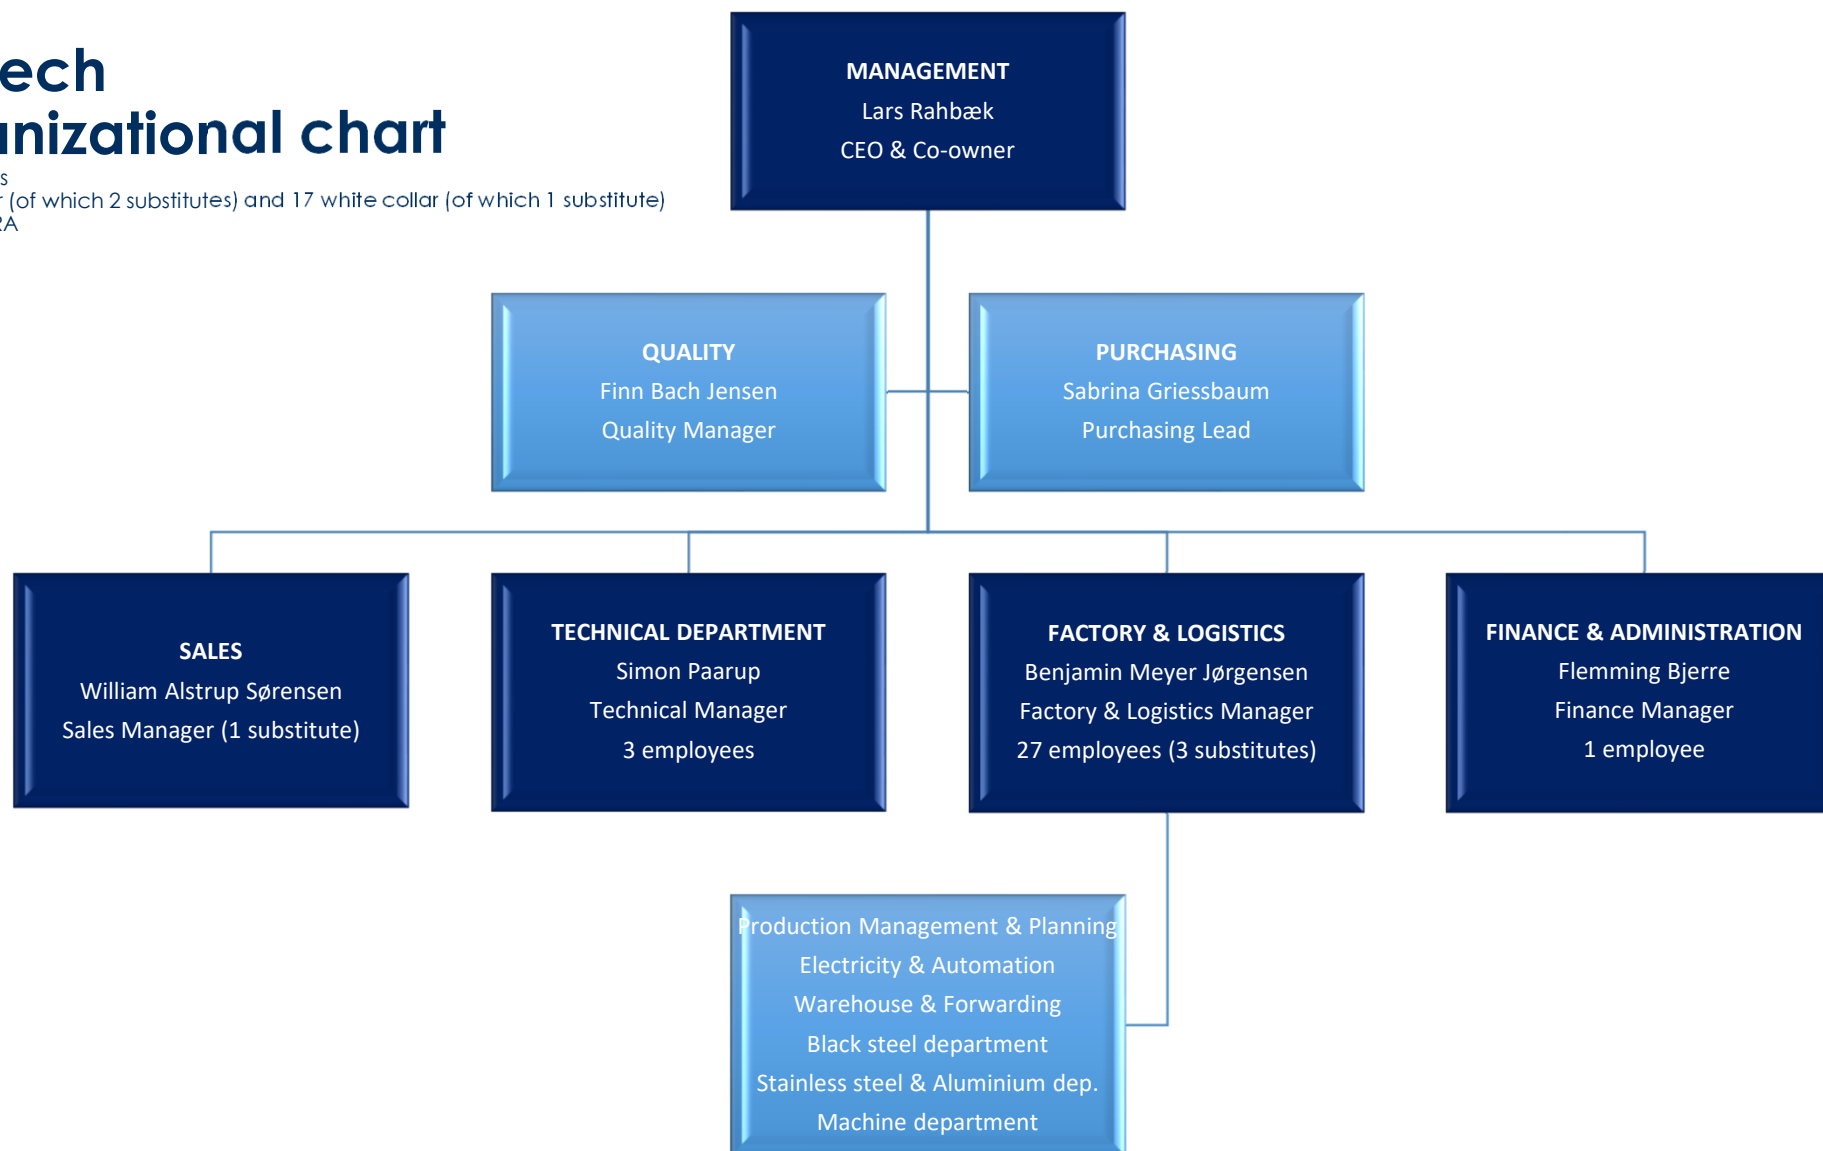 ech
anizational chart
s
r (of which 2 substitutes) and 17 white collar (of which 1 substitute)
RA
MANAGEMENT
Lars Rahbæk
CEO & Co-owner
QUALITY
Finn Bach Jensen
Quality Manager
PURCHASING
Sabrina Griessbaum
Purchasing Lead
SALES
William Alstrup Sørensen
Sales Manager (1 substitute)
TECHNICAL DEPARTMENT
Simon Paarup
Technical Manager
3 employees
FACTORY & LOGISTICS
Benjamin Meyer Jørgensen
Factory & Logistics Manager
27 employees (3 substitutes)
FINANCE & ADMINISTRATION
Flemming Bjerre
Finance Manager
1 employee
Production Management & Planning
Electricity & Automation
Warehouse & Forwarding
Black steel department
Stainless steel & Aluminium dep.
Machine department